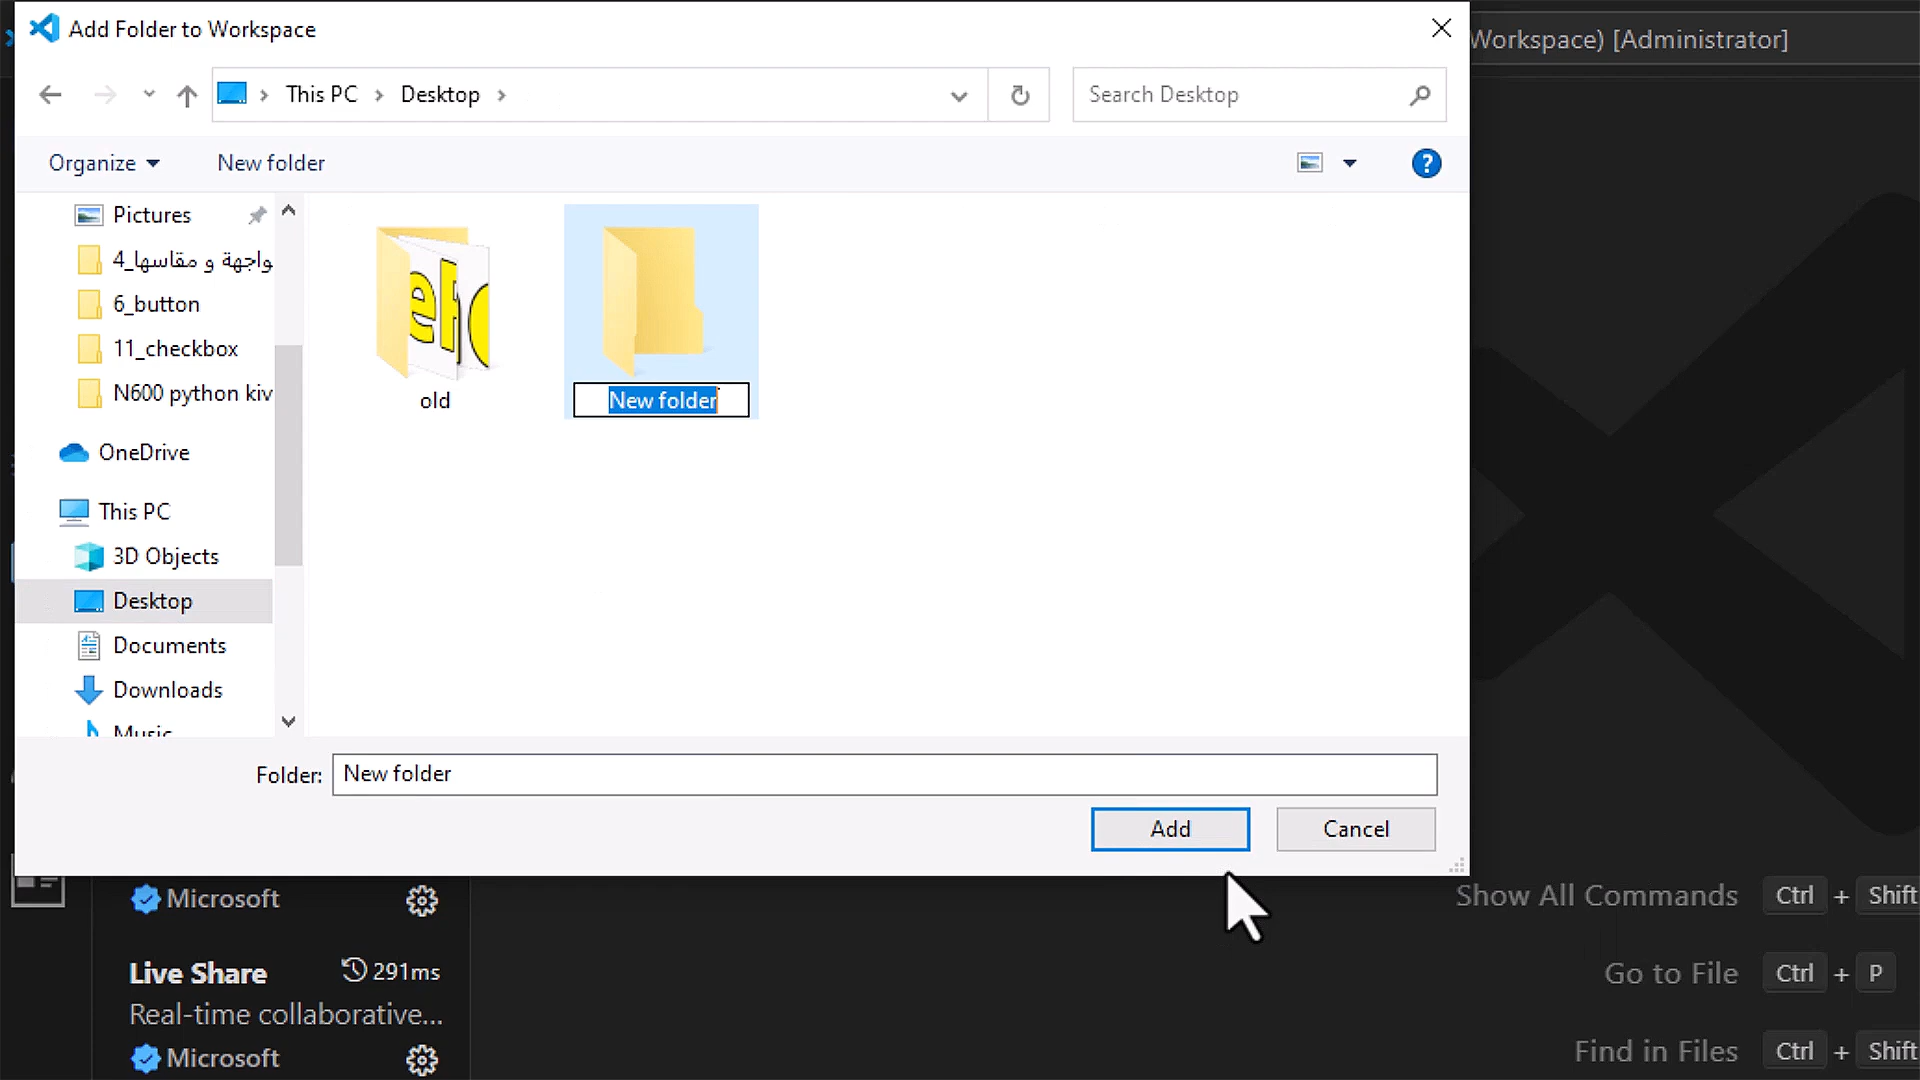 Add Folder to Workspace
Workspace) [Administrator]
This PC
Desktop
Search Desktop
Organize
New folder
?
Pictures
4_واجهة و مقاسها
6_button
11_checkbox
N600 python kiv
OneDrive
This PC
3D Objects
Desktop
Documents
Downloads
Music
old
New folder
Folder:
New folder
Add
Cancel
Microsoft
Live Share
291ms
Real-time collaborative...
Microsoft
Show All Commands Ctrl + Shift
Go to File Ctrl + P
Find in Files Ctrl + Shift